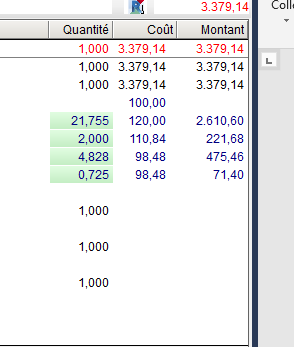 3.379,14
Colle
Quantité Coût Montant
1,000 3.379,14 3.379,14
1,000 3.379,14 3.379,14
1,000 3.379,14 3.379,14
100,00
21,755 120,00 2.610,60
2,000 110,84 221,68
4,828 98,48 475,46
0,725 98,48 71,40
1,000
1,000
1,000